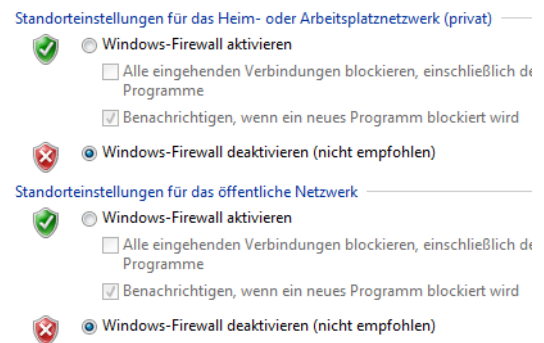 Standorteinstellungen für das Heim- oder Arbeitsplatznetzwerk (privat)
Windows-Firewall aktivieren
Alle eingehenden Verbindungen blockieren, einschließlich
Programme
Benachrichtigen, wenn ein neues Programm blockiert wird
Windows-Firewall deaktivieren (nicht empfohlen)
Standorteinstellungen für das öffentliche Netzwerk
Windows-Firewall aktivieren
Alle eingehenden Verbindungen blockieren, einschließlich
Programme
Benachrichtigen, wenn ein neues Programm blockiert wird
Windows-Firewall deaktivieren (nicht empfohlen)